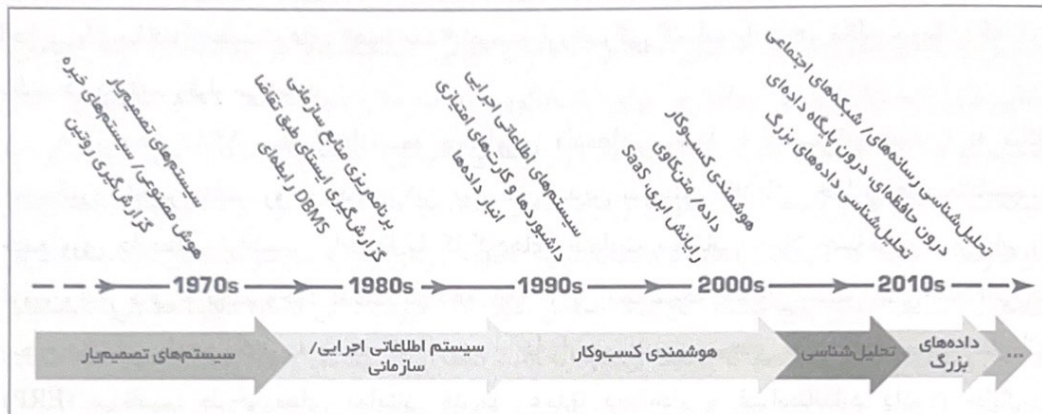 سیستم‌های تصمیم‌یار
هوش مصنوعی/ سیستم‌های خبره
گزارش‌گیری روتین
برنامه‌ریزی منابع سازمانی
گزارش‌گیری ایستای طبق تقاضا
DBMS رابطه‌ای
سیستم‌های اطلاعاتی اجرایی
داشبورد‌ها و کارت‌های امتیازی
انبار داده‌ها
هوشمندی کسب‌وکار
داده و متن‌کاوی
رایانش ابری، SaaS
تحلیل‌شناسی رسانه‌های/ شبکه‌های اجتماعی
درون حافظه‌ای، درون پایگاه داده‌ای
تحلیل‌شناسی داده‌های بزرگ
1970s 1980s 1990s 2000s 2010s
سیستم‌های تصمیم‌یار
سیستم اطلاعاتی اجرایی/
سازمانی
هوشمندی کسب‌وکار
تحلیل‌شناسی
داده‌های
بزرگ
...